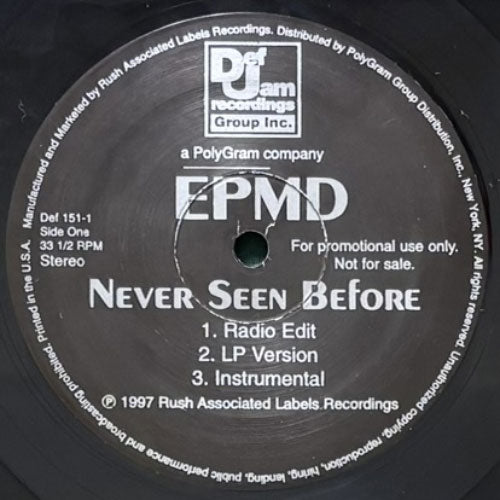 Manufactured and Marketed by Rush Associated Labels Recordings. Distributed by PolyGram Group Distribution, Inc., New York, NY. All rights reserved. Unauthorized copying, reproduction, hiring, lending, public performance and broadcasting prohibited. Printed in the U.S.A.
Def
Jam
recordings
Group Inc.
a PolyGram company
EPMD
Def 151-1
Side One
33 1/2 RPM
Stereo
For promotional use only.
Not for sale.
NEVER SEEN BEFORE
1. Radio Edit
2. LP Version
3. Instrumental
℗ 1997 Rush Associated Labels Recordings